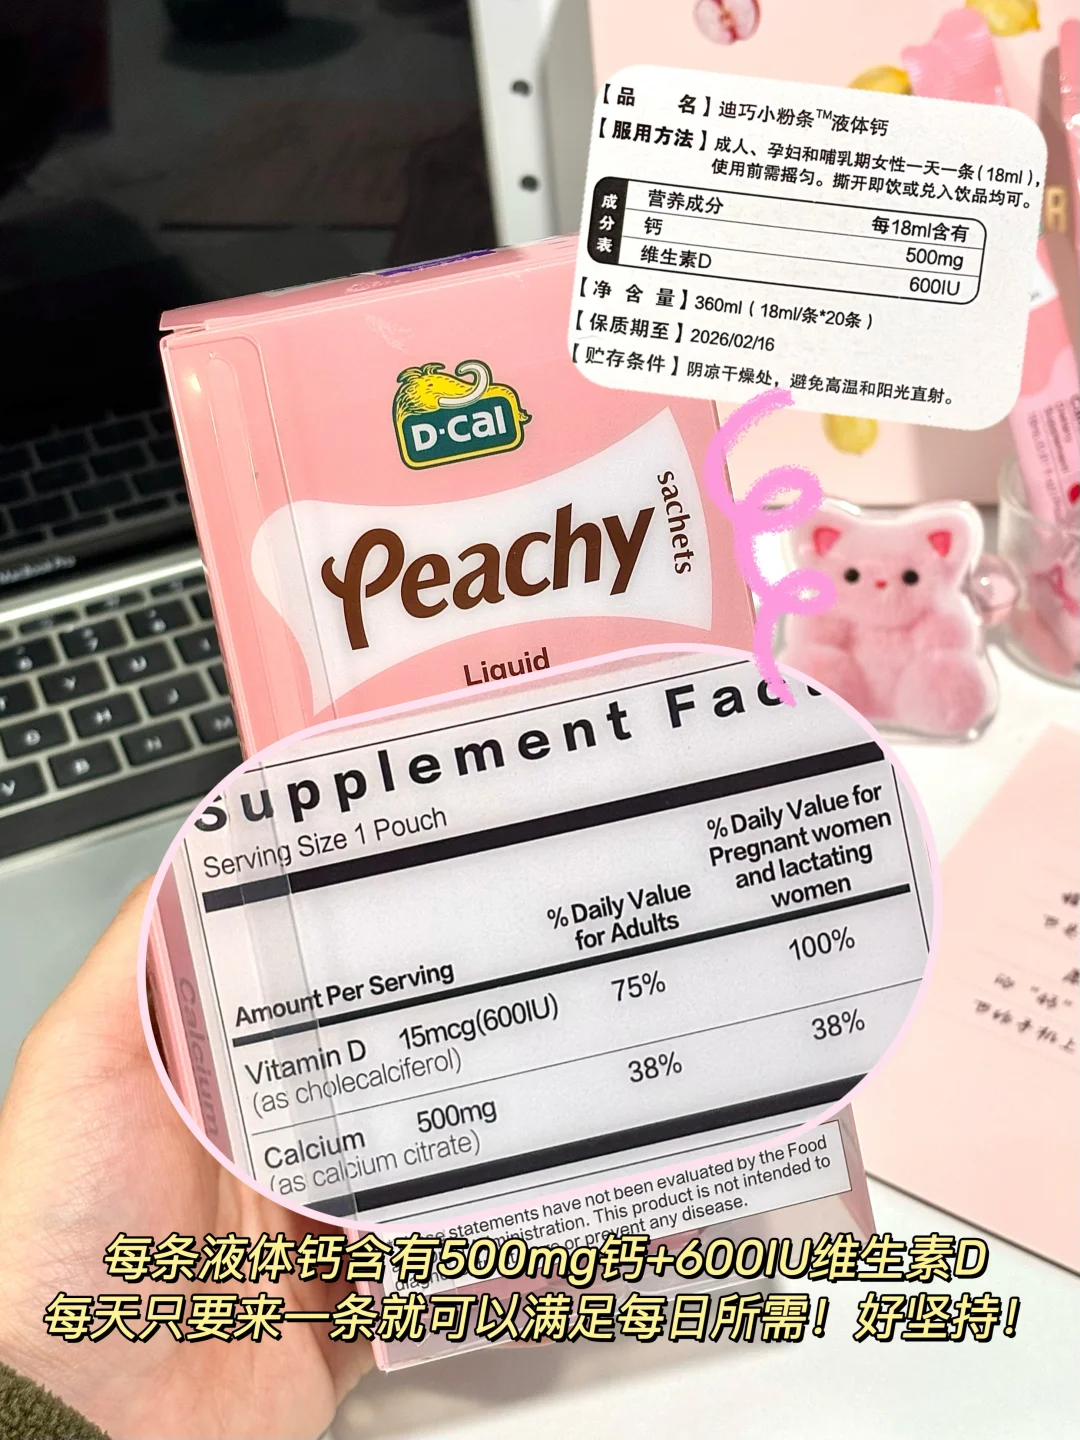 【品　　名】迪巧小粉条™液体钙
【服用方法】成人、孕妇和哺乳期女性一天一条(18ml),
使用前需摇匀。撕开即饮或兑入饮品均可。
成分表
营养成分　每18ml含有
钙　500mg
维生素D　600IU
【净 含 量】360ml(18ml/条*20条)
【保质期至】2026/02/16
【贮存条件】阴凉干燥处,避免高温和阳光直射。
D·Cal
Peachy
sachets
Liquid
MacBook Pro
Supplement Fact
Serving Size 1 Pouch
Amount Per Serving　% Daily Value for Adults　% Daily Value for Pregnant women and lactating women
Vitamin D　15mcg(600IU)　75%　100%
(as cholecalciferol)
Calcium　500mg　38%　38%
(as calcium citrate)
Calcium
statements have not been evaluated by the Food
ministration. This product is not intended to
or prevent any disease.
每条液体钙含有500mg钙+600IU维生素D
每天只要来一条就可以满足每日所需！好坚持！